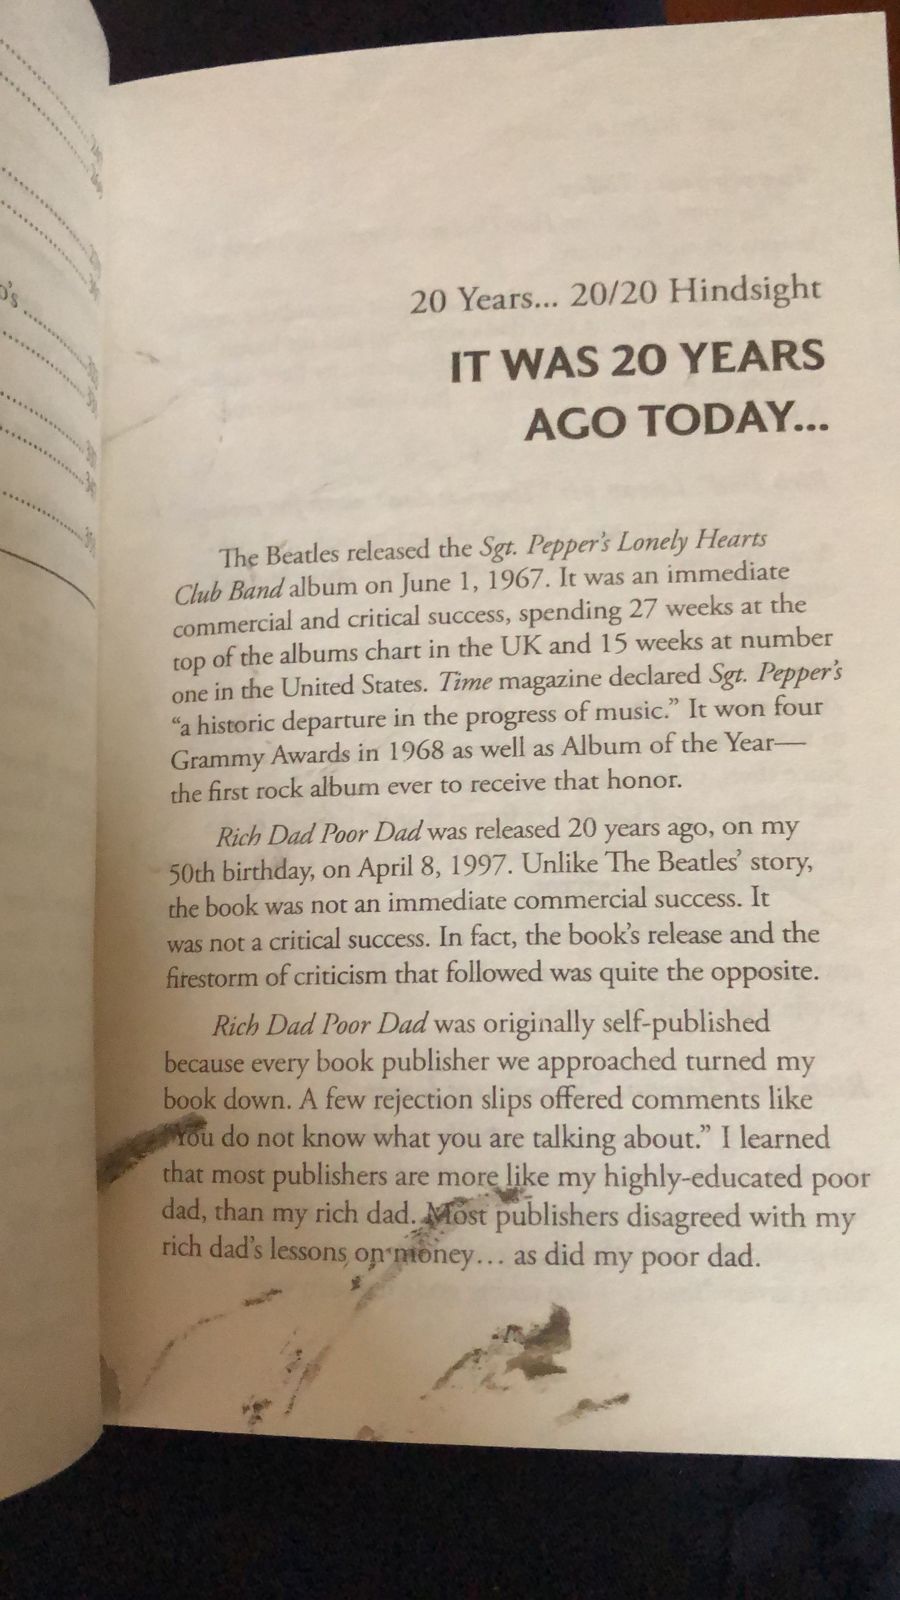 o's
20 Years... 20/20 Hindsight
IT WAS 20 YEARS
AGO TODAY...
The Beatles released the Sgt. Pepper's Lonely Hearts
Club Band album on June 1, 1967. It was an immediate
commercial and critical success, spending 27 weeks at the
top of the albums chart in the UK and 15 weeks at number
one in the United States. Time magazine declared Sgt. Pepper's
“a historic departure in the progress of music.” It won four
Grammy Awards in 1968 as well as Album of the Year—
the first rock album ever to receive that honor.
Rich Dad Poor Dad was released 20 years ago, on my
50th birthday, on April 8, 1997. Unlike The Beatles’ story,
the book was not an immediate commercial success. It
was not a critical success. In fact, the book's release and the
firestorm of criticism that followed was quite the opposite.
Rich Dad Poor Dad was originally self-published
because every book publisher we approached turned my
book down. A few rejection slips offered comments like
“You do not know what you are talking about.” I learned
that most publishers are more like my highly-educated poor
dad, than my rich dad. Most publishers disagreed with my
rich dad's lessons on money… as did my poor dad.